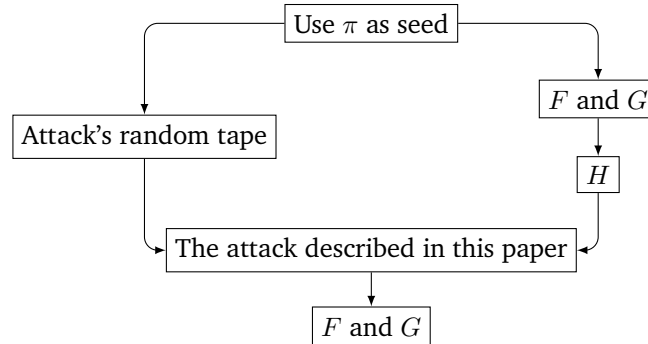 Use π as seed
F and G
Attack's random tape
H
The attack described in this paper
F and G